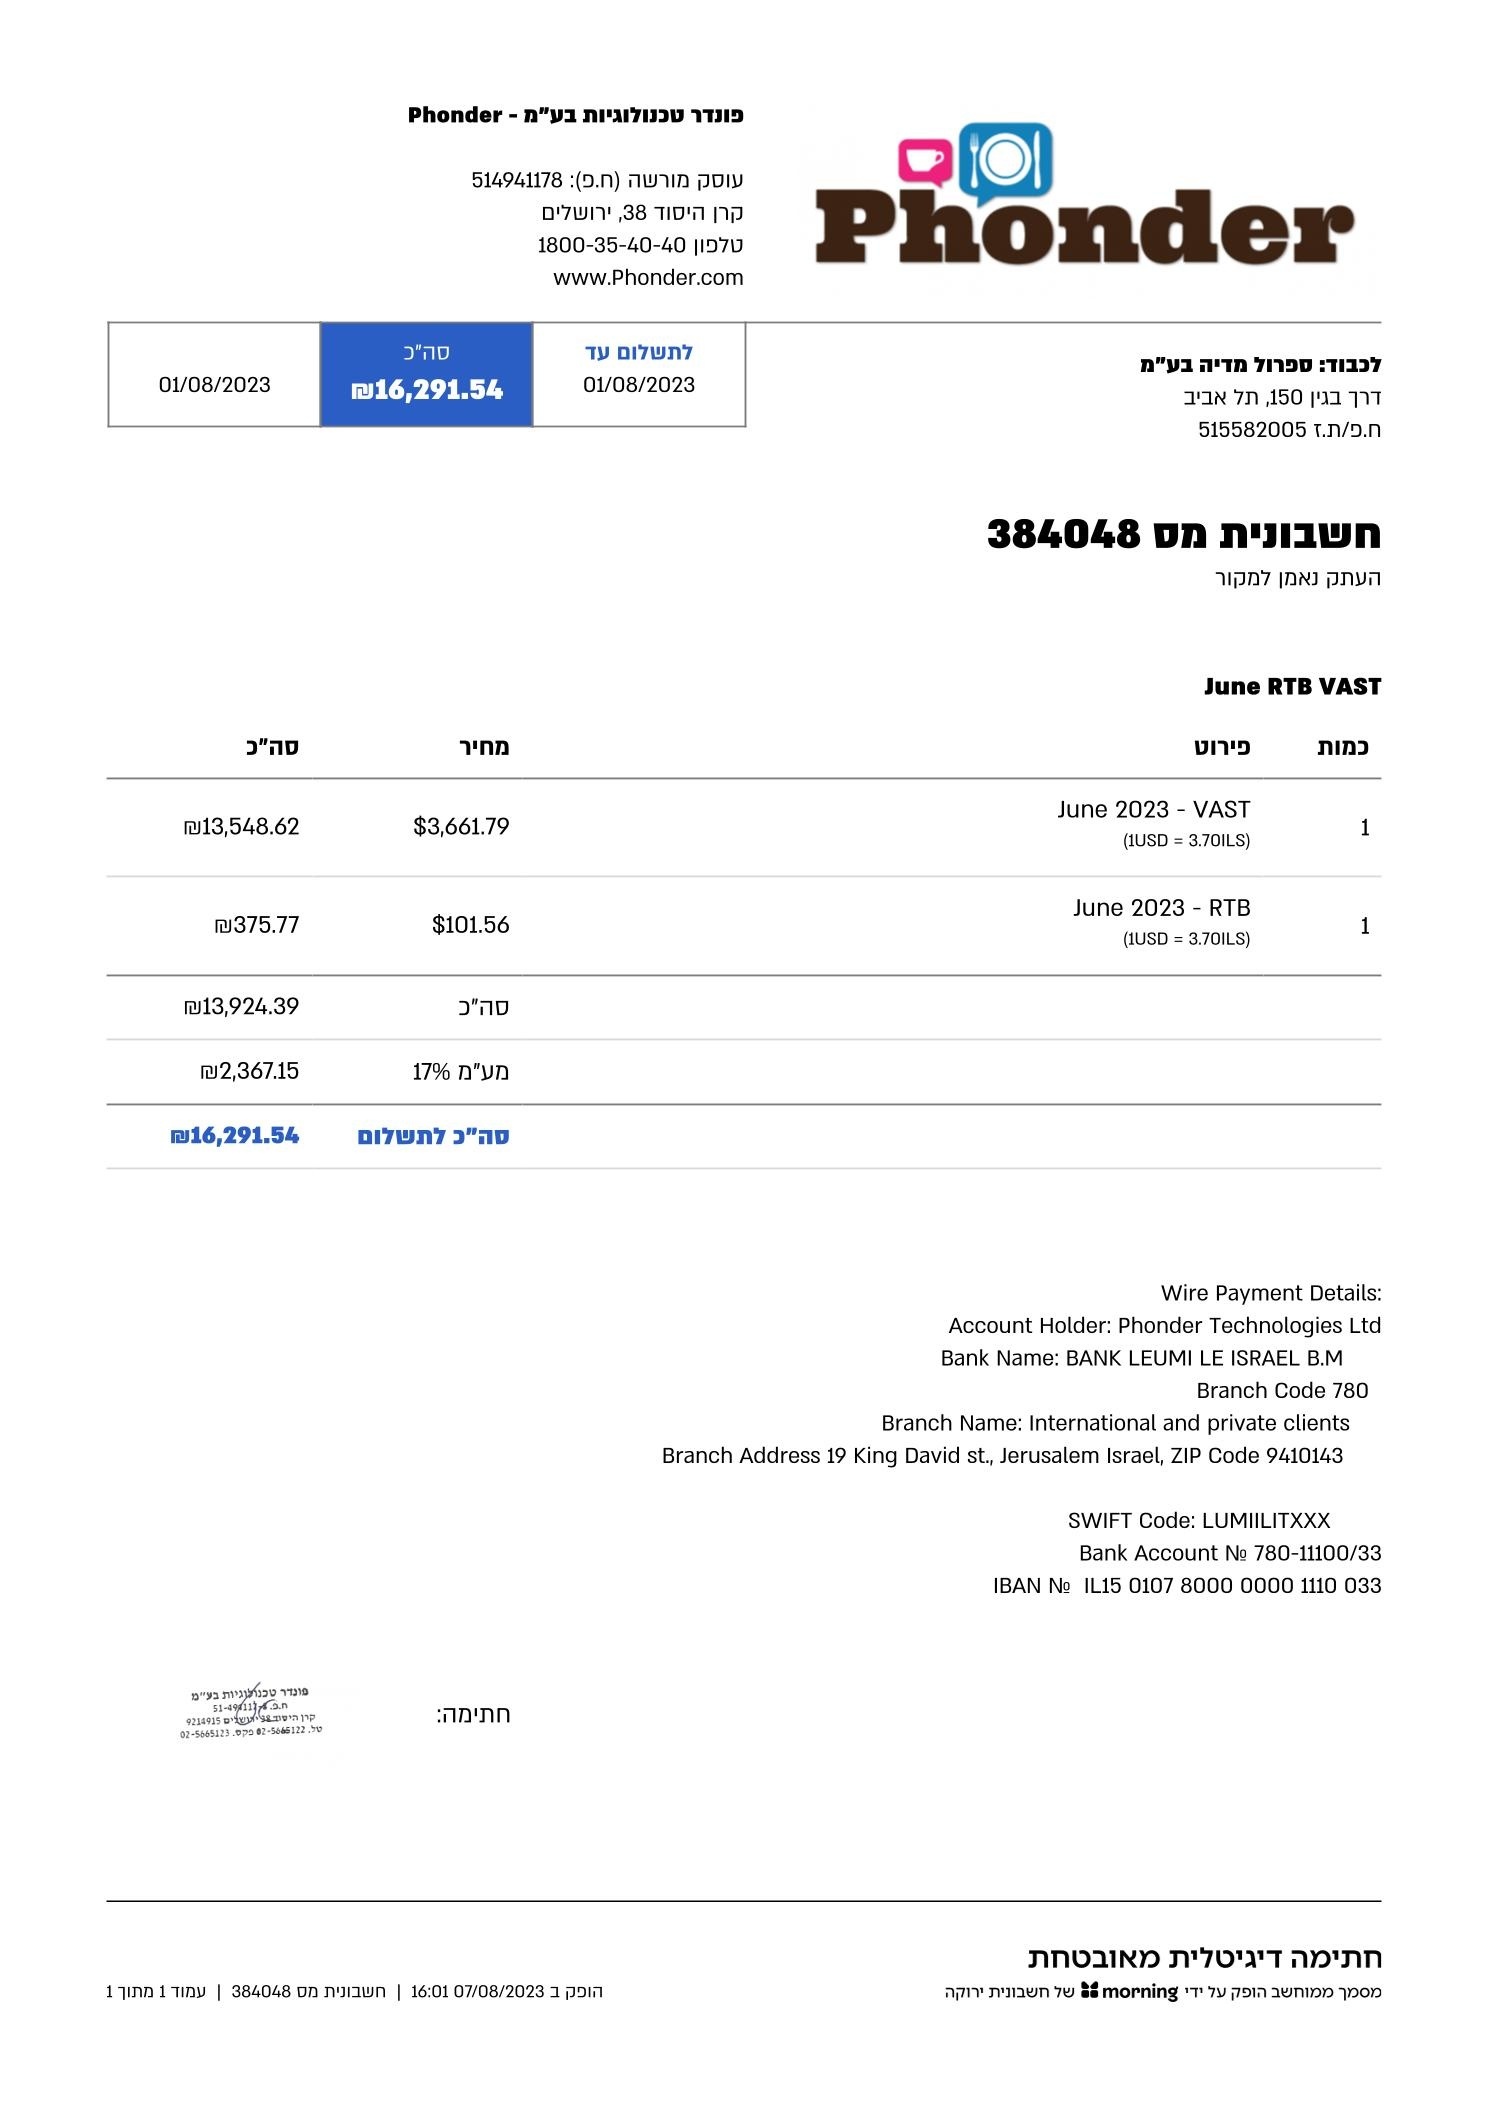 Phonder
פונדר טכנולוגיות בע"מ - Phonder
עוסק מורשה (ח.פ): 514941178
קרן היסוד 38, ירושלים
טלפון 1800-35-40-40
www.Phonder.com
לכבוד: ספרול מדיה בע"מ
דרך בגין 150, תל אביב
ח.פ/ת.ז 515582005
לתשלום עד
01/08/2023
סה"כ
₪16,291.54
01/08/2023
חשבונית מס 384048
העתק נאמן למקור
June RTB VAST
כמות פירוט מחיר סה"כ
1 June 2023 - VAST $3,661.79 ₪13,548.62
(1USD = 3.70ILS)
1 June 2023 - RTB $101.56 ₪375.77
(1USD = 3.70ILS)
סה"כ ₪13,924.39
מע"מ 17% ₪2,367.15
סה"כ לתשלום ₪16,291.54
Wire Payment Details:
Account Holder: Phonder Technologies Ltd
Bank Name: BANK LEUMI LE ISRAEL B.M
Branch Code 780
Branch Name: International and private clients
Branch Address 19 King David st., Jerusalem Israel, ZIP Code 9410143
SWIFT Code: LUMIILITXXX
Bank Account № 780-11100/33
IBAN № IL15 0107 8000 0000 1110 033
חתימה:
פונדר טכנולוגיות בע"מ
ח.פ.
קרן היסוד 38 ירושלים 9214915
טל. 02-5665122 פקס. 02-5665123
חתימה דיגיטלית מאובטחת
מסמך ממוחשב הופק על ידי morning של חשבונית ירוקה
הופק ב 07/08/2023 16:01 | חשבונית מס 384048 | עמוד 1 מתוך 1